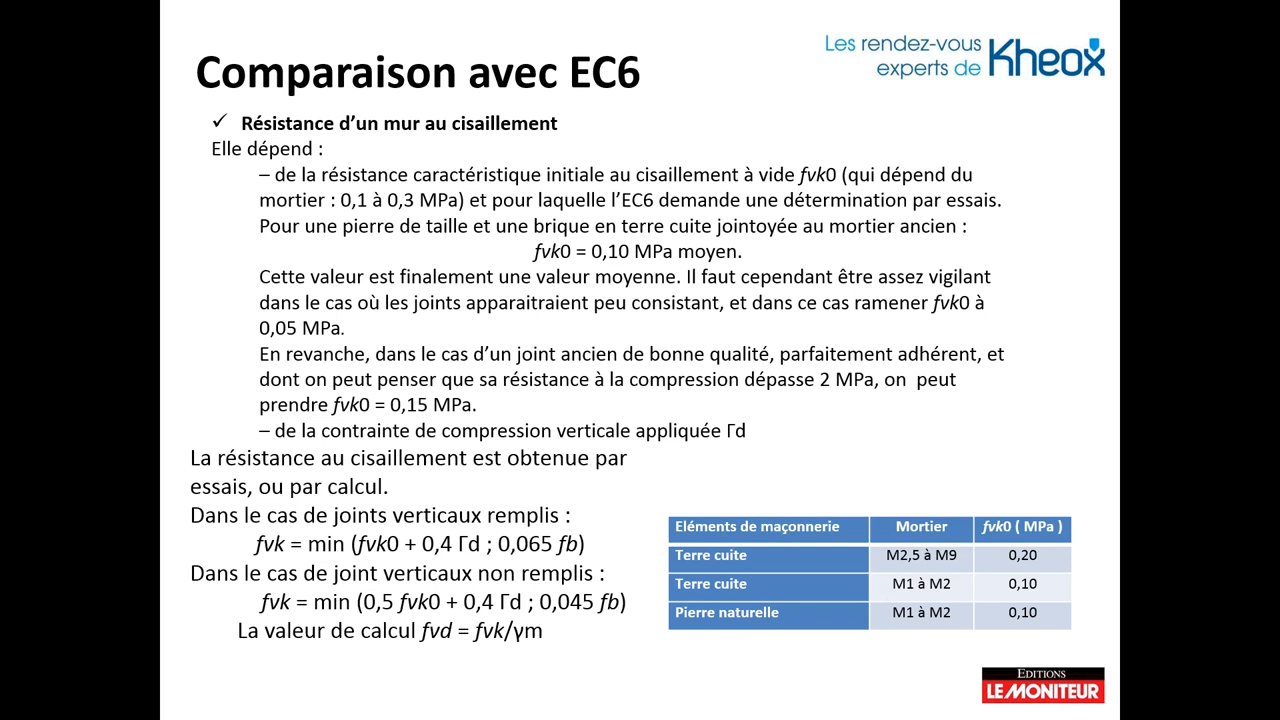 Les rendez-vous
experts de Kheox
Comparaison avec EC6
✓ Résistance d’un mur au cisaillement
Elle dépend :
– de la résistance caractéristique initiale au cisaillement à vide fvk0 (qui dépend du
mortier : 0,1 à 0,3 MPa) et pour laquelle l’EC6 demande une détermination par essais.
Pour une pierre de taille et une brique en terre cuite jointoyée au mortier ancien :
fvk0 = 0,10 MPa moyen.
Cette valeur est finalement une valeur moyenne. Il faut cependant être assez vigilant
dans le cas où les joints apparaitraient peu consistant, et dans ce cas ramener fvk0 à
0,05 MPa.
En revanche, dans le cas d’un joint ancien de bonne qualité, parfaitement adhérent, et
dont on peut penser que sa résistance à la compression dépasse 2 MPa, on peut
prendre fvk0 = 0,15 MPa.
– de la contrainte de compression verticale appliquée Γd
La résistance au cisaillement est obtenue par
essais, ou par calcul.
Dans le cas de joints verticaux remplis :
fvk = min (fvk0 + 0,4 Γd ; 0,065 fb)
Dans le cas de joint verticaux non remplis :
fvk = min (0,5 fvk0 + 0,4 Γd ; 0,045 fb)
La valeur de calcul fvd = fvk/γm
Eléments de maçonnerie Mortier fvk0 ( MPa )
Terre cuite M2,5 à M9 0,20
Terre cuite M1 à M2 0,10
Pierre naturelle M1 à M2 0,10
EDITIONS
LE MONITEUR